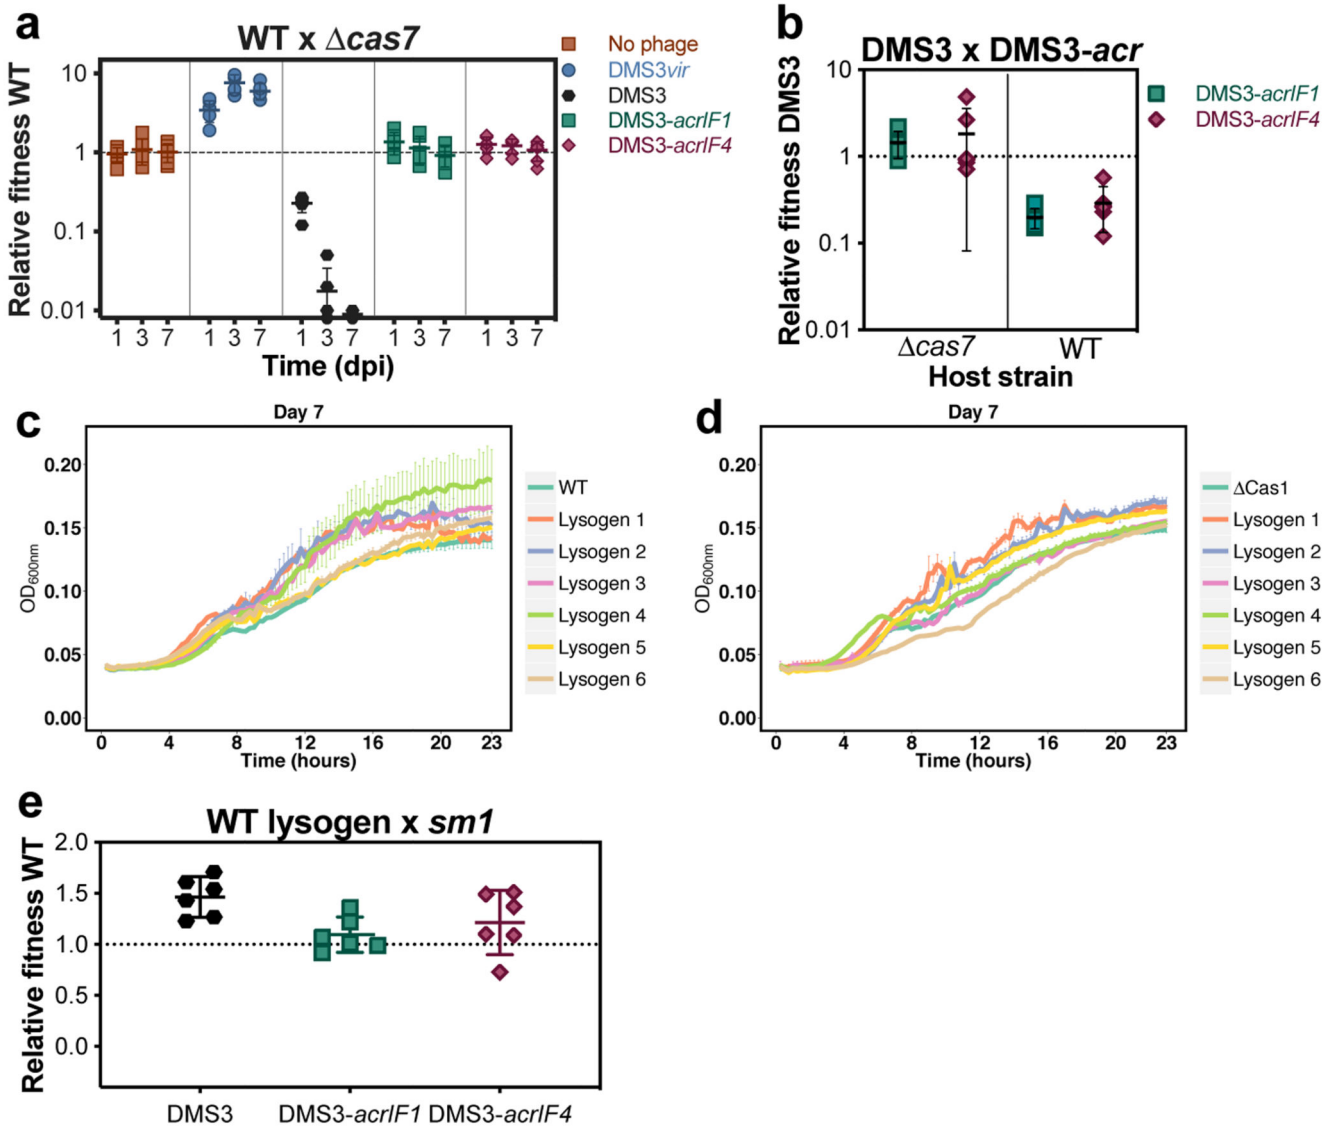 a
WT x Δcas7
Relative fitness WT
10
1
0.1
0.01
1 3 7 1 3 7 1 3 7 1 3 7 1 3 7
Time (dpi)
No phage
DMS3vir
DMS3
DMS3-acrIF1
DMS3-acrIF4
b
DMS3 x DMS3-acr
Relative fitness DMS3
10
1
0.1
0.01
Δcas7 WT
Host strain
DMS3-acrIF1
DMS3-acrIF4
c
Day 7
OD600nm
0.20
0.15
0.10
0.05
0.00
0 4 8 12 16 20 23
Time (hours)
WT
Lysogen 1
Lysogen 2
Lysogen 3
Lysogen 4
Lysogen 5
Lysogen 6
d
Day 7
OD600nm
0.20
0.15
0.10
0.05
0.00
0 4 8 12 16 20 23
Time (hours)
ΔCas1
Lysogen 1
Lysogen 2
Lysogen 3
Lysogen 4
Lysogen 5
Lysogen 6
e
WT lysogen x sm1
Relative fitness WT
2.0
1.5
1.0
0.5
0.0
DMS3 DMS3-acrIF1 DMS3-acrIF4